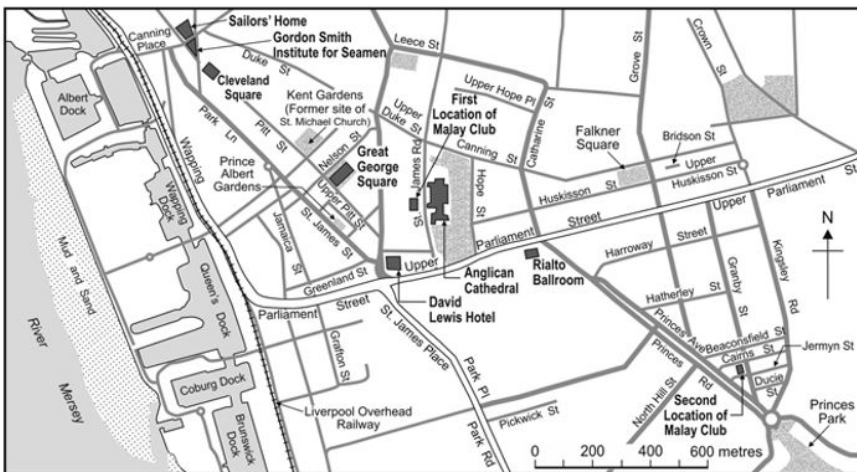 Sailors' Home
Gordon Smith
Institute for Seamen
Canning
Place
Cleveland
Square
Albert
Dock
Duke St
Kent Gardens
(Former site of
St. Michael Church)
Leece St
Upper Hope Pl
Upper
Duke St
First
Location of
Malay Club
Canning St
Catharine St
Grove St
Crown St
Falkner
Square
Bridson St
Upper
Huskisson St
Huskisson St
Park Ln
Pitt St
Nelson St
Great
George
Square
St. James Rd
Hope St
Wapping
Wapping
Dock
Prince
Albert
Gardens
Upper Pitt St
St. James St
Jamaica St
Parliament Street
Upper
Parliament St
N
Mud and Sand
Queen's Dock
Greenland St
Upper
Anglican
Cathedral
Rialto
Ballroom
Harroway Street
Granby St
Kingsley Rd
Hatherley St
David
Lewis Hotel
Parliament Street
St. James Place
Grafton St
Princes Ave
Princes Rd
Beaconsfield St
Cairns St
Jermyn St
Ducie St
River Mersey
Coburg Dock
Brunswick
Dock
Liverpool Overhead
Railway
Park Pl
Park Rd
Pickwick St
North Hill St
Second
Location of
Malay Club
Princes
Park
0 200 400 600 metres